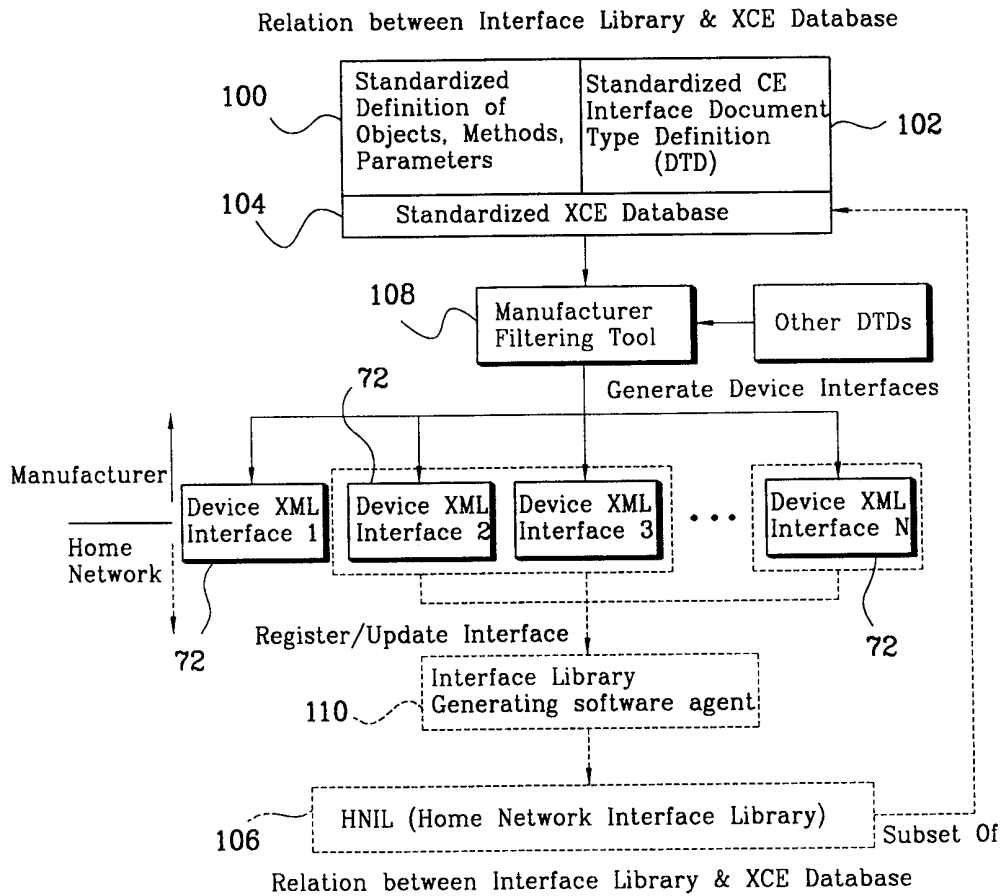 Relation between Interface Library & XCE Database
100
Standardized
Definition of
Objects, Methods,
Parameters
Standardized CE
Interface Document
Type Definition
(DTD)
102
104
Standardized XCE Database
108
Manufacturer
Filtering Tool
Other DTDs
Generate Device Interfaces
72
Manufacturer
Home
Network
Device XML
Interface 1
Device XML
Interface 2
Device XML
Interface 3
• • •
Device XML
Interface N
72
72
Register/Update Interface
Interface Library
Generating software agent
110
HNIL (Home Network Interface Library)
106
Subset Of
Relation between Interface Library & XCE Database